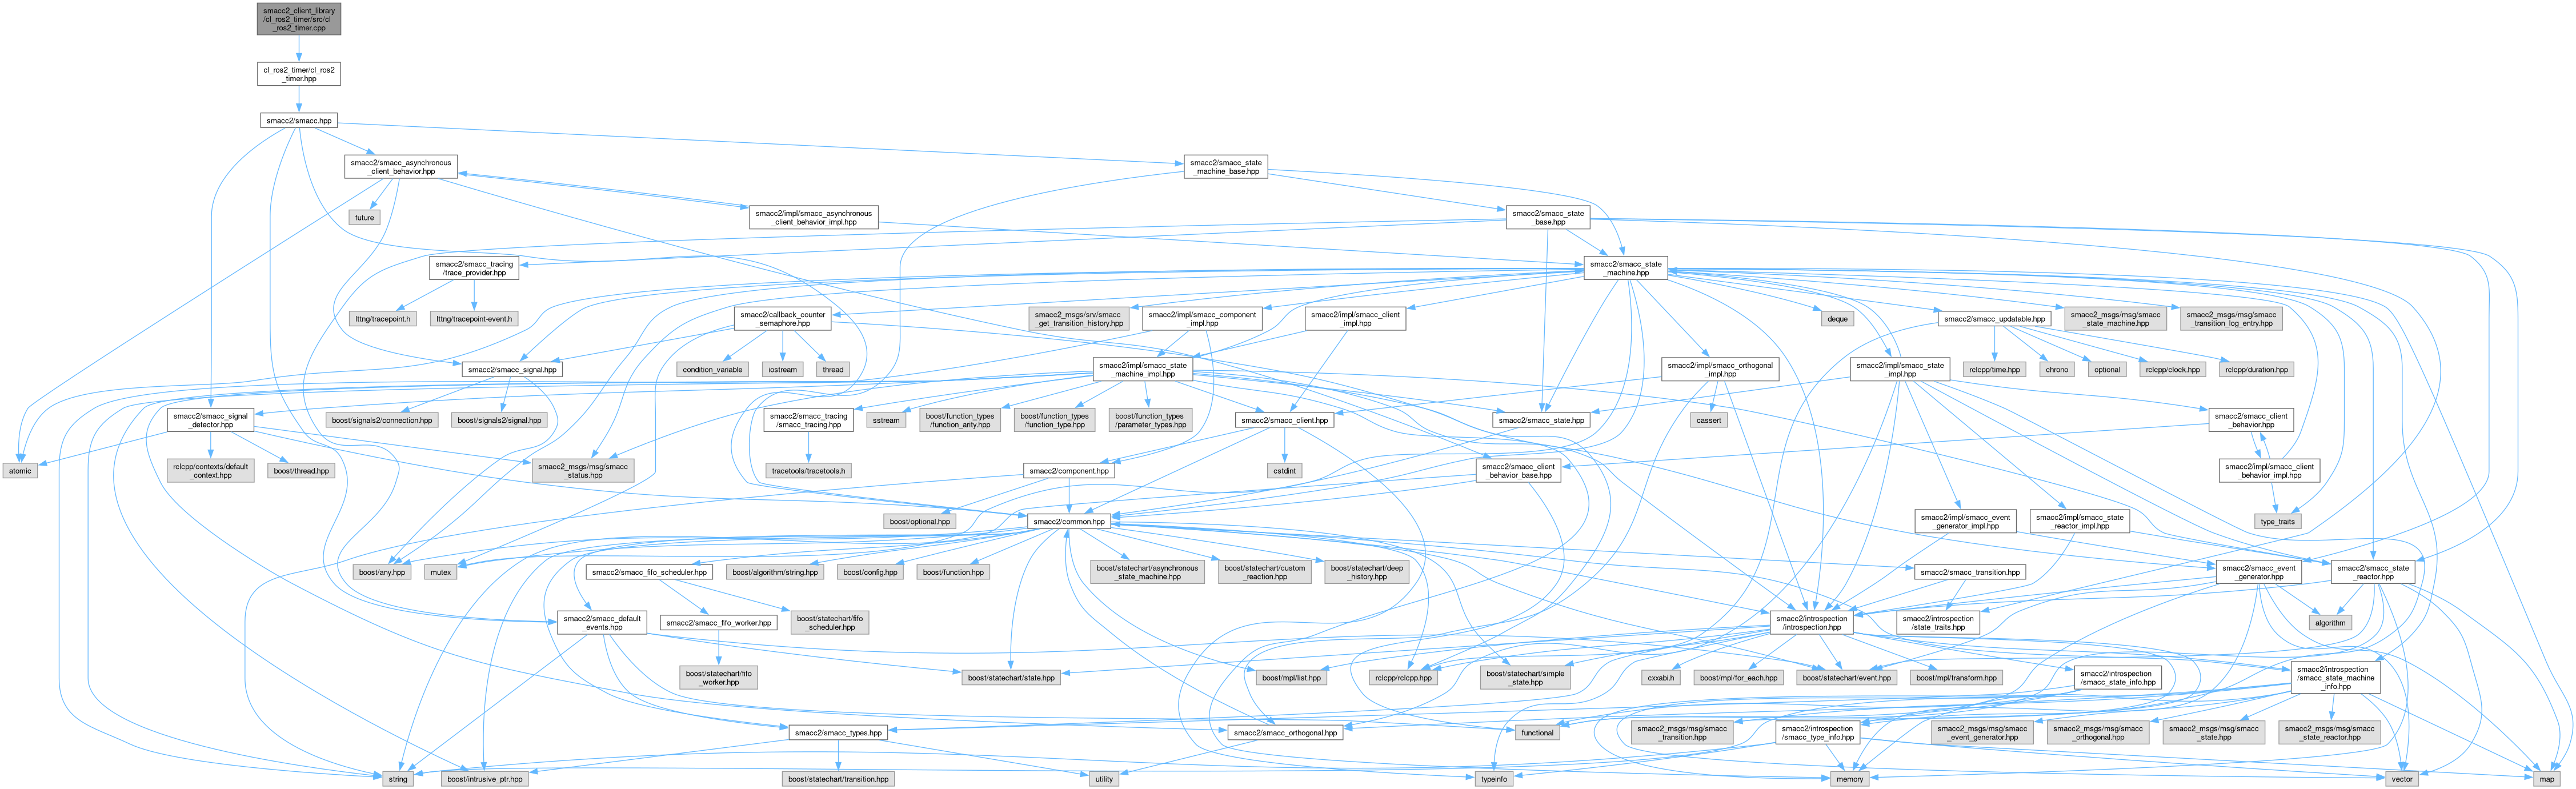 smacc2_client_library
/cl_ros2_timer/src/cl
_ros2_timer.cpp
cl_ros2_timer/cl_ros2
_timer.hpp
smacc2/smacc.hpp
smacc2/smacc_asynchronous
_client_behavior.hpp
smacc2/smacc_state
_machine_base.hpp
future
smacc2/impl/smacc_asynchronous
_client_behavior_impl.hpp
smacc2/smacc_state
_base.hpp
smacc2/smacc_tracing
/trace_provider.hpp
smacc2/smacc_state
_machine.hpp
lttng/tracepoint.h
lttng/tracepoint-event.h
smacc2/callback_counter
_semaphore.hpp
smacc2_msgs/srv/smacc
_get_transition_history.hpp
smacc2/impl/smacc_component
_impl.hpp
smacc2/impl/smacc_client
_impl.hpp
deque
smacc2/smacc_updatable.hpp
smacc2_msgs/msg/smacc
_state_machine.hpp
smacc2_msgs/msg/smacc
_transition_log_entry.hpp
smacc2/smacc_signal.hpp
condition_variable
iostream
thread
smacc2/impl/smacc_state
_machine_impl.hpp
smacc2/impl/smacc_orthogonal
_impl.hpp
smacc2/impl/smacc_state
_impl.hpp
rclcpp/time.hpp
chrono
optional
rclcpp/clock.hpp
rclcpp/duration.hpp
smacc2/smacc_signal
_detector.hpp
boost/signals2/connection.hpp
boost/signals2/signal.hpp
smacc2/smacc_tracing
/smacc_tracing.hpp
sstream
boost/function_types
/function_arity.hpp
boost/function_types
/function_type.hpp
boost/function_types
/parameter_types.hpp
smacc2/smacc_client.hpp
smacc2/smacc_state.hpp
cassert
smacc2/smacc_client
_behavior.hpp
atomic
rclcpp/contexts/default
_context.hpp
boost/thread.hpp
smacc2_msgs/msg/smacc
_status.hpp
tracetools/tracetools.h
smacc2/component.hpp
cstdint
smacc2/smacc_client
_behavior_base.hpp
smacc2/impl/smacc_client
_behavior_impl.hpp
boost/optional.hpp
smacc2/common.hpp
smacc2/impl/smacc_event
_generator_impl.hpp
smacc2/impl/smacc_state
_reactor_impl.hpp
type_traits
boost/any.hpp
mutex
smacc2/smacc_fifo_scheduler.hpp
boost/algorithm/string.hpp
boost/config.hpp
boost/function.hpp
boost/statechart/asynchronous
_state_machine.hpp
boost/statechart/custom
_reaction.hpp
boost/statechart/deep
_history.hpp
smacc2/smacc_transition.hpp
smacc2/smacc_event
_generator.hpp
smacc2/smacc_state
_reactor.hpp
smacc2/smacc_default
_events.hpp
smacc2/smacc_fifo_worker.hpp
boost/statechart/fifo
_scheduler.hpp
smacc2/introspection
/introspection.hpp
smacc2/introspection
/state_traits.hpp
algorithm
boost/statechart/fifo
_worker.hpp
boost/statechart/state.hpp
boost/mpl/list.hpp
rclcpp/rclcpp.hpp
boost/statechart/simple
_state.hpp
cxxabi.h
boost/mpl/for_each.hpp
boost/statechart/event.hpp
boost/mpl/transform.hpp
smacc2/introspection
/smacc_state_info.hpp
smacc2/introspection
/smacc_state_machine
_info.hpp
smacc2/smacc_types.hpp
smacc2/smacc_orthogonal.hpp
functional
smacc2_msgs/msg/smacc
_transition.hpp
smacc2/introspection
/smacc_type_info.hpp
smacc2_msgs/msg/smacc
_event_generator.hpp
smacc2_msgs/msg/smacc
_orthogonal.hpp
smacc2_msgs/msg/smacc
_state.hpp
smacc2_msgs/msg/smacc
_state_reactor.hpp
string
boost/intrusive_ptr.hpp
boost/statechart/transition.hpp
utility
typeinfo
memory
vector
map